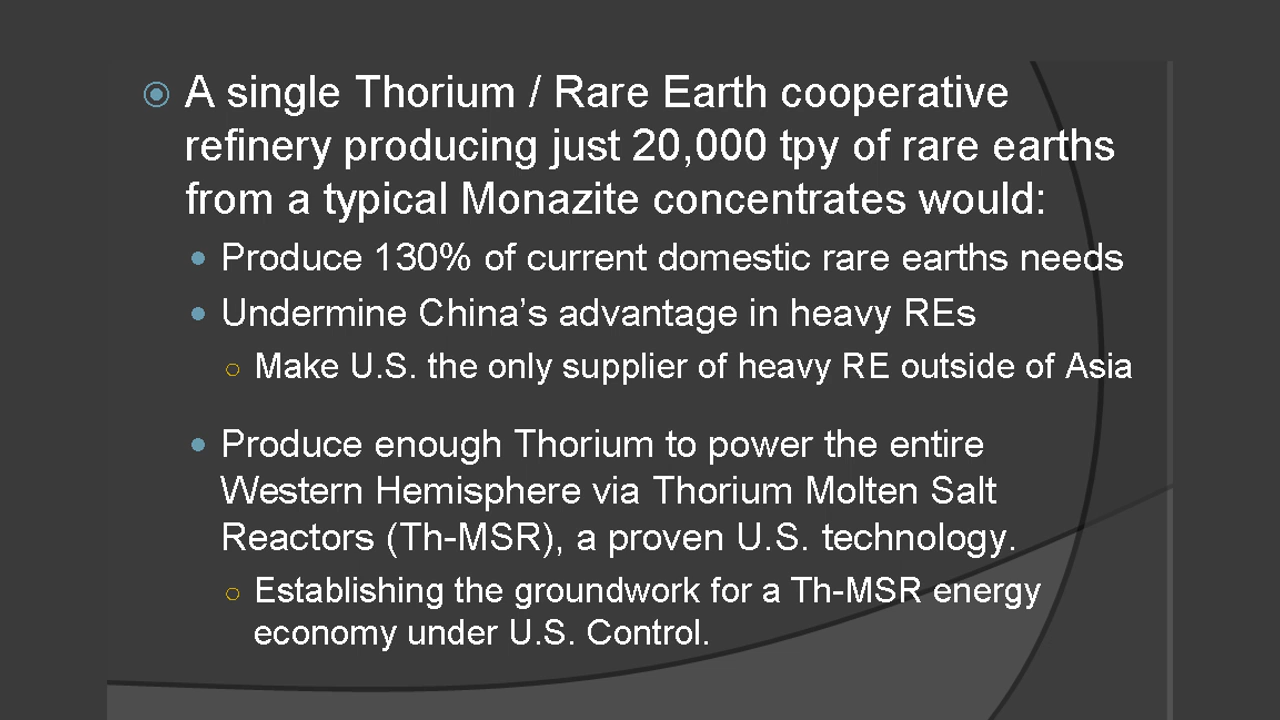 A single Thorium / Rare Earth cooperative
refinery producing just 20,000 tpy of rare earths
from a typical Monazite concentrates would:
Produce 130% of current domestic rare earths needs
Undermine China's advantage in heavy REs
Make U.S. the only supplier of heavy RE outside of Asia
Produce enough Thorium to power the entire
Western Hemisphere via Thorium Molten Salt
Reactors (Th-MSR), a proven U.S. technology.
Establishing the groundwork for a Th-MSR energy
economy under U.S. Control.